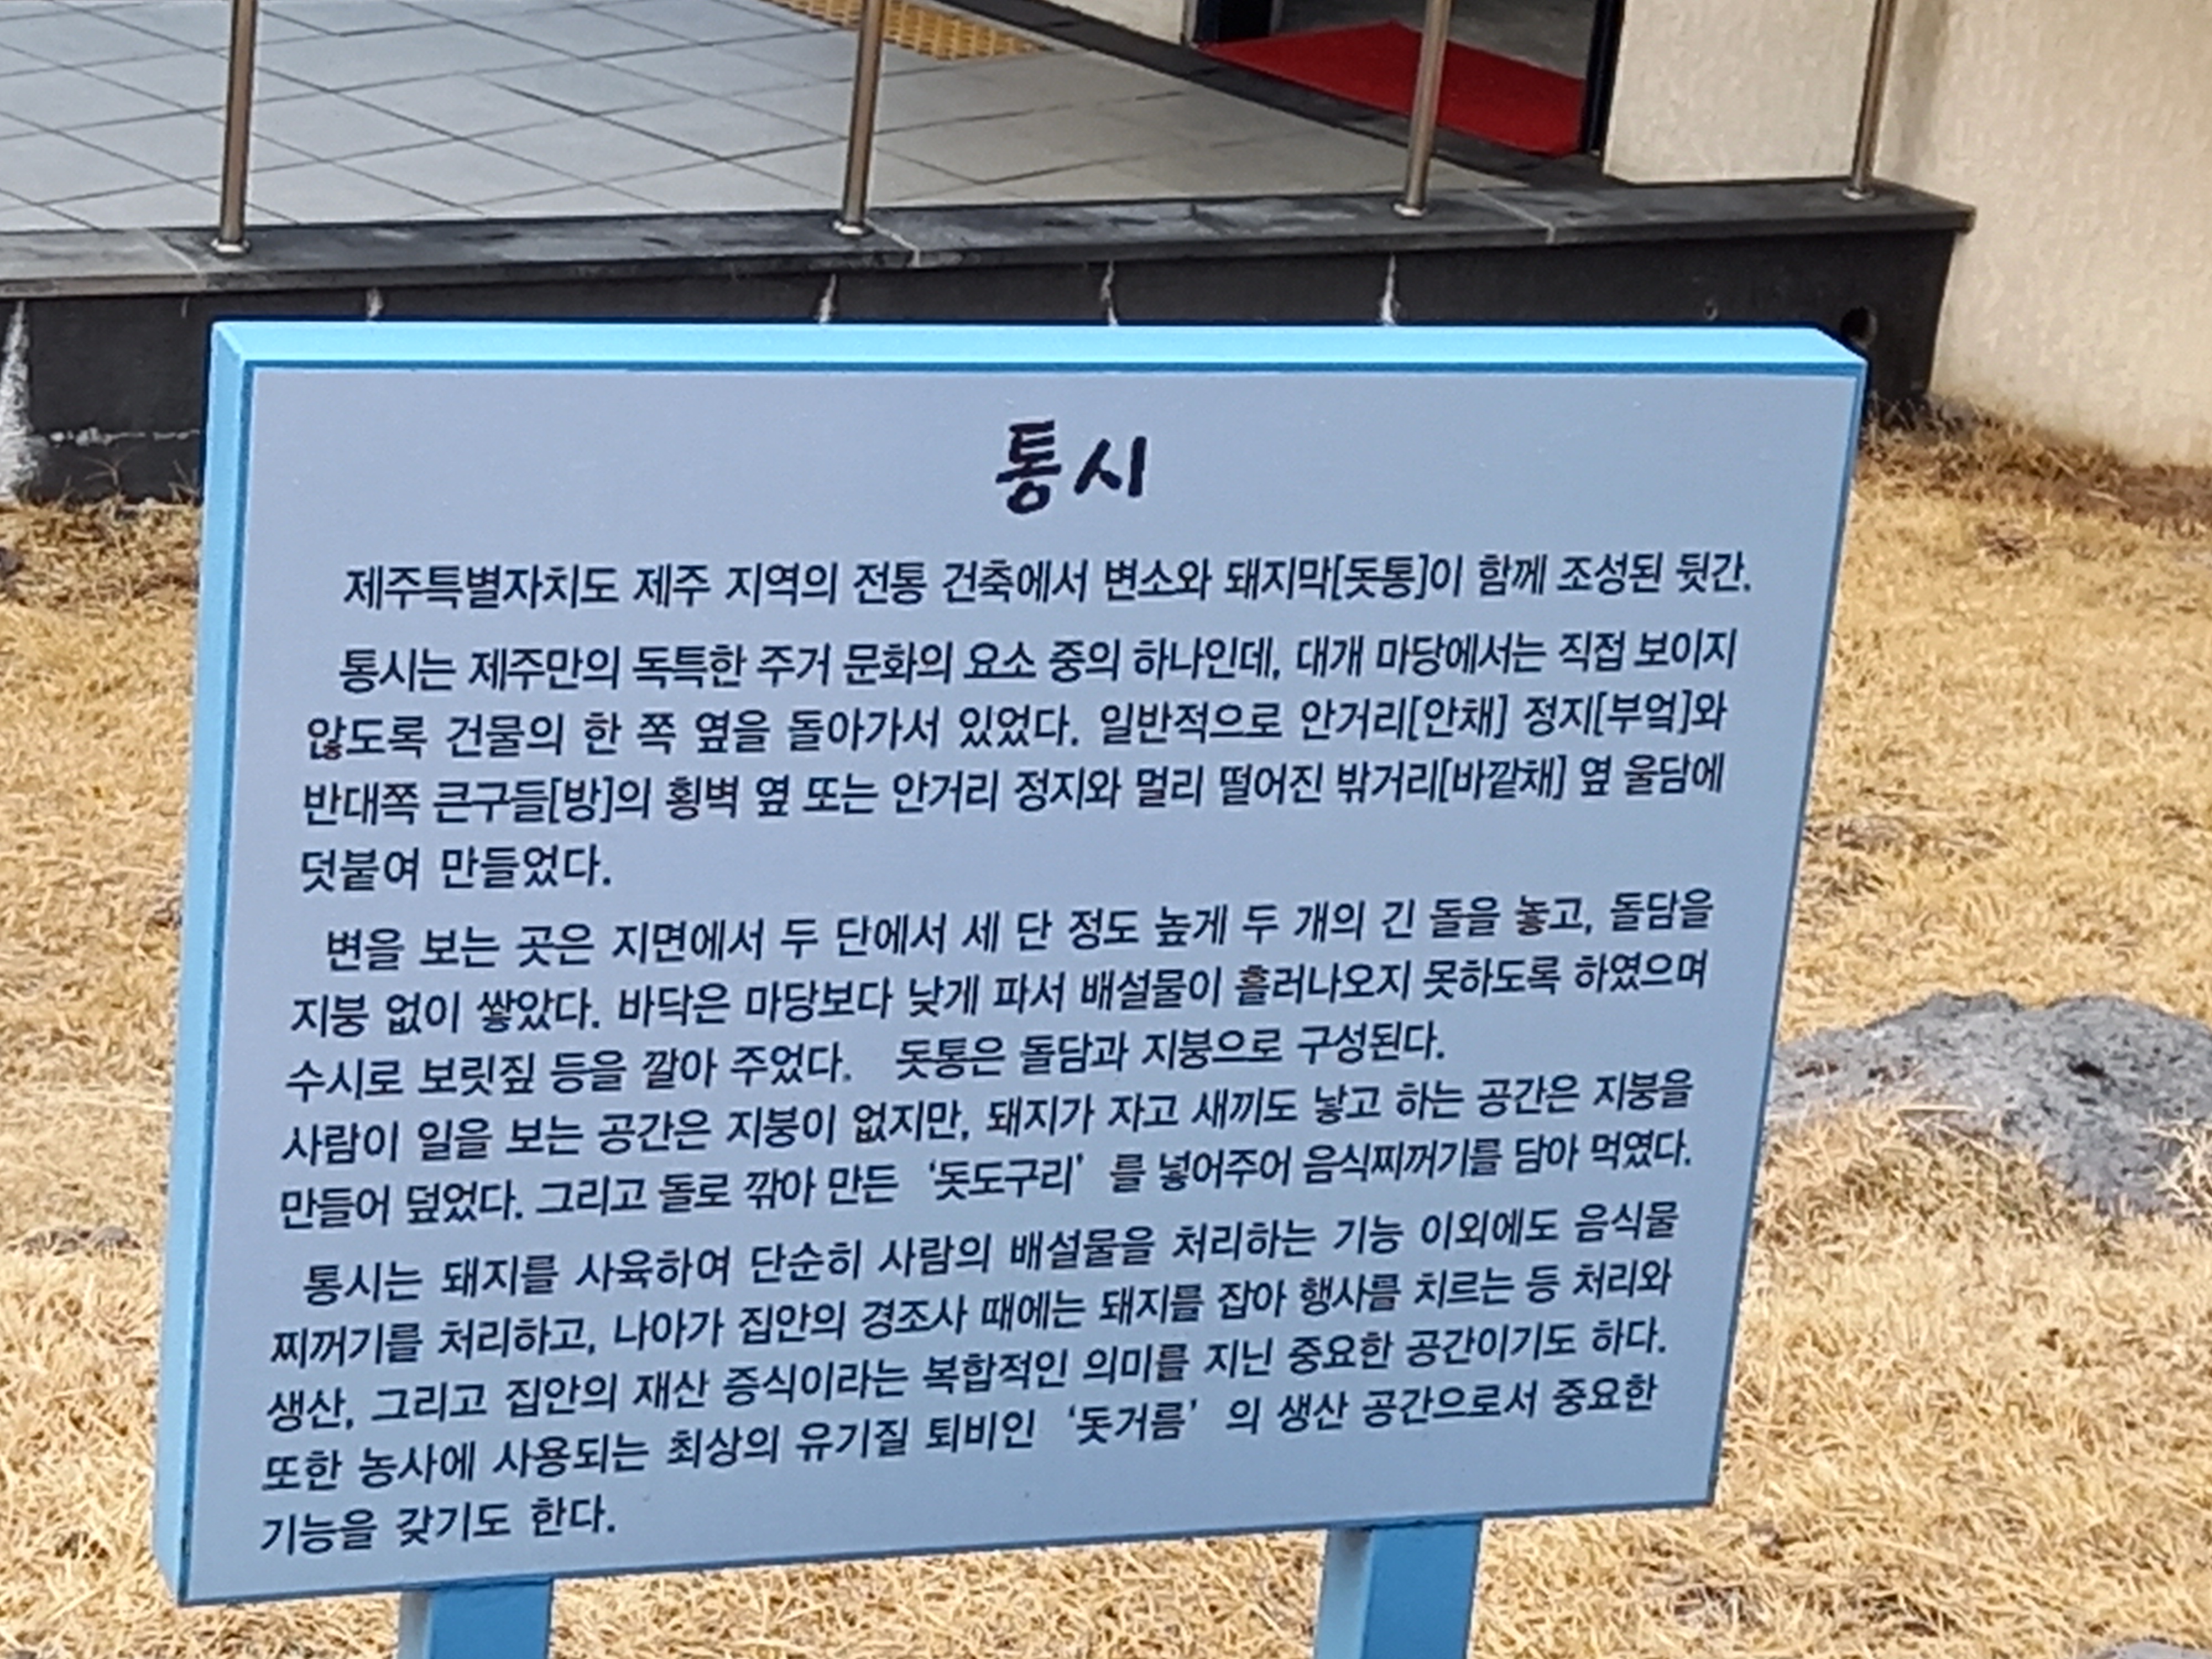 통시
제주특별자치도 제주 지역의 전통 건축에서 변소와 돼지막[돗통]이 함께 조성된 뒷간.
통시는 제주만의 독특한 주거 문화의 요소 중의 하나인데, 대개 마당에서는 직접 보이지
않도록 건물의 한 쪽 옆을 돌아가서 있었다. 일반적으로 안거리[안채] 정지[부엌]와
반대쪽 큰구들[방]의 횡벽 옆 또는 안거리 정지와 멀리 떨어진 밖거리[바깥채] 옆 울담에
덧붙여 만들었다.
변을 보는 곳은 지면에서 두 단에서 세 단 정도 높게 두 개의 긴 돌을 놓고, 돌담을
지붕 없이 쌓았다. 바닥은 마당보다 낮게 파서 배설물이 흘러나오지 못하도록 하였으며
수시로 보릿짚 등을 깔아 주었다. 돗통은 돌담과 지붕으로 구성된다.
사람이 일을 보는 공간은 지붕이 없지만, 돼지가 자고 새끼도 낳고 하는 공간은 지붕을
만들어 덮었다. 그리고 돌로 깎아 만든 ‘돗도구리’ 를 넣어주어 음식찌꺼기를 담아 먹였다.
통시는 돼지를 사육하여 단순히 사람의 배설물을 처리하는 기능 이외에도 음식물
찌꺼기를 처리하고, 나아가 집안의 경조사 때에는 돼지를 잡아 행사를 치르는 등 처리와
생산, 그리고 집안의 재산 증식이라는 복합적인 의미를 지닌 중요한 공간이기도 하다.
또한 농사에 사용되는 최상의 유기질 퇴비인 ‘돗거름’ 의 생산 공간으로서 중요한
기능을 갖기도 한다.